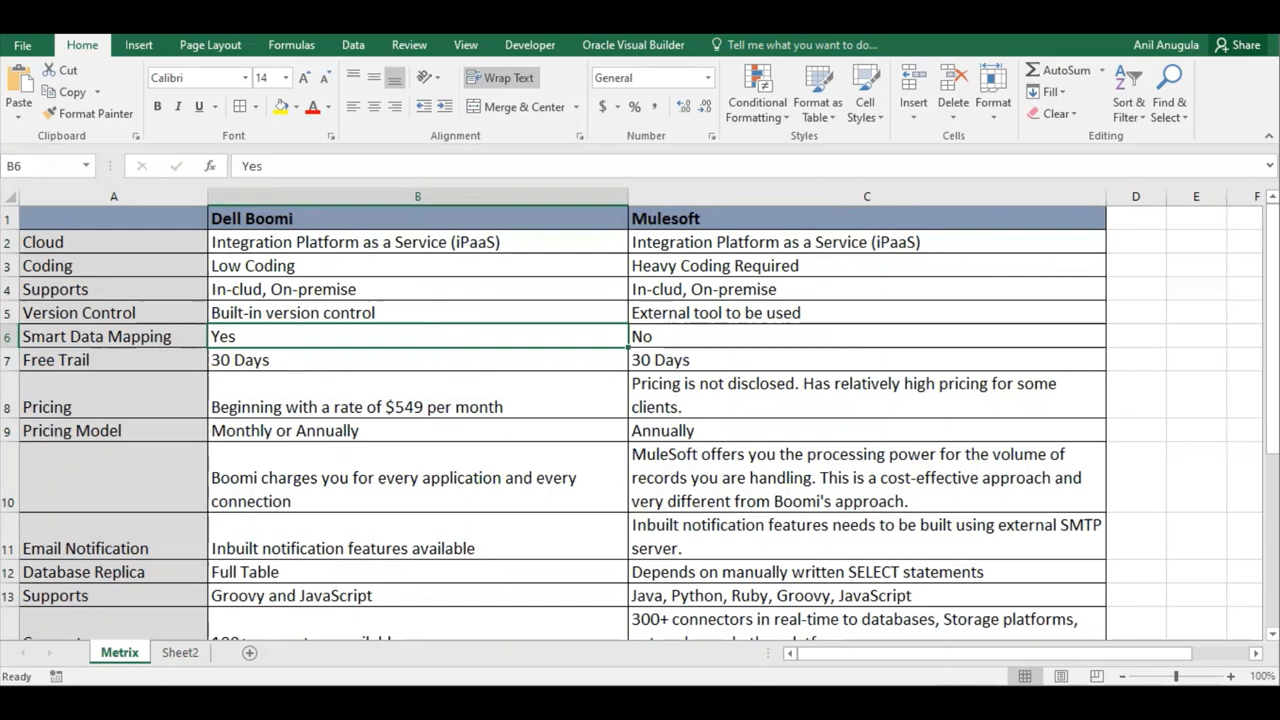 File Home Insert Page Layout Formulas Data Review View Developer Oracle Visual Builder Tell me what you want to do... Anil Anugula Share
Cut
Copy
Format Painter
Paste
Clipboard
Calibri 14
B I U
Font
Wrap Text
Merge & Center
Alignment
General
$ % ,
Number
Conditional Formatting
Format as Table
Cell Styles
Styles
Insert Delete Format
Cells
AutoSum
Fill
Clear
Sort & Filter
Find & Select
Editing
B6 fx Yes
A B C D E F
1 Dell Boomi Mulesoft
2 Cloud Integration Platform as a Service (iPaaS) Integration Platform as a Service (iPaaS)
3 Coding Low Coding Heavy Coding Required
4 Supports In-clud, On-premise In-clud, On-premise
5 Version Control Built-in version control External tool to be used
6 Smart Data Mapping Yes No
7 Free Trail 30 Days 30 Days
Pricing is not disclosed. Has relatively high pricing for some
8 Pricing Beginning with a rate of $549 per month clients.
9 Pricing Model Monthly or Annually Annually
MuleSoft offers you the processing power for the volume of
Boomi charges you for every application and every records you are handling. This is a cost-effective approach and
10 connection very different from Boomi's approach.
Inbuilt notification features needs to be built using external SMTP
11 Email Notification Inbuilt notification features available server.
12 Database Replica Full Table Depends on manually written SELECT statements
13 Supports Groovy and JavaScript Java, Python, Ruby, Groovy, JavaScript
300+ connectors in real-time to databases, Storage platforms,
Metrix Sheet2
Ready 100%